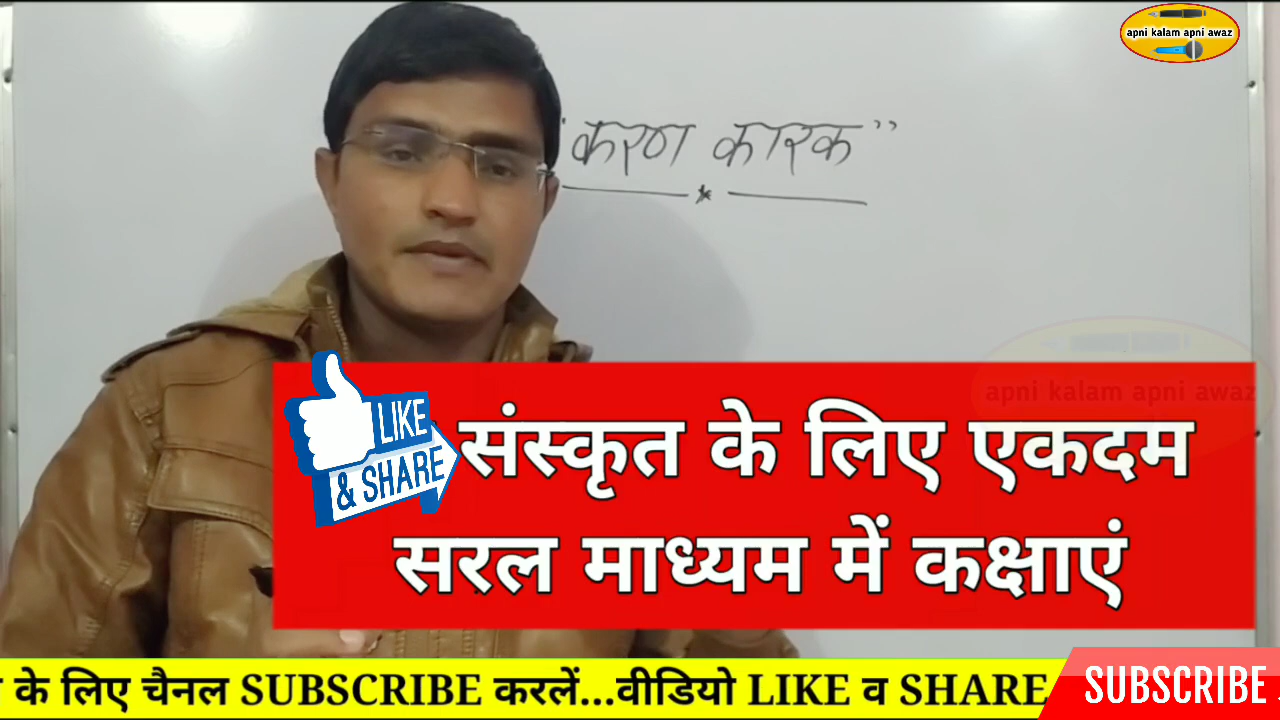 apni kalam apni awaz
"करण कारक"
apni kalam apni awaz
LIKE
& SHARE
संस्कृत के लिए एकदम
सरल माध्यम में कक्षाएं
के लिए चैनल SUBSCRIBE करलें...वीडियो LIKE व SHARE
SUBSCRIBE